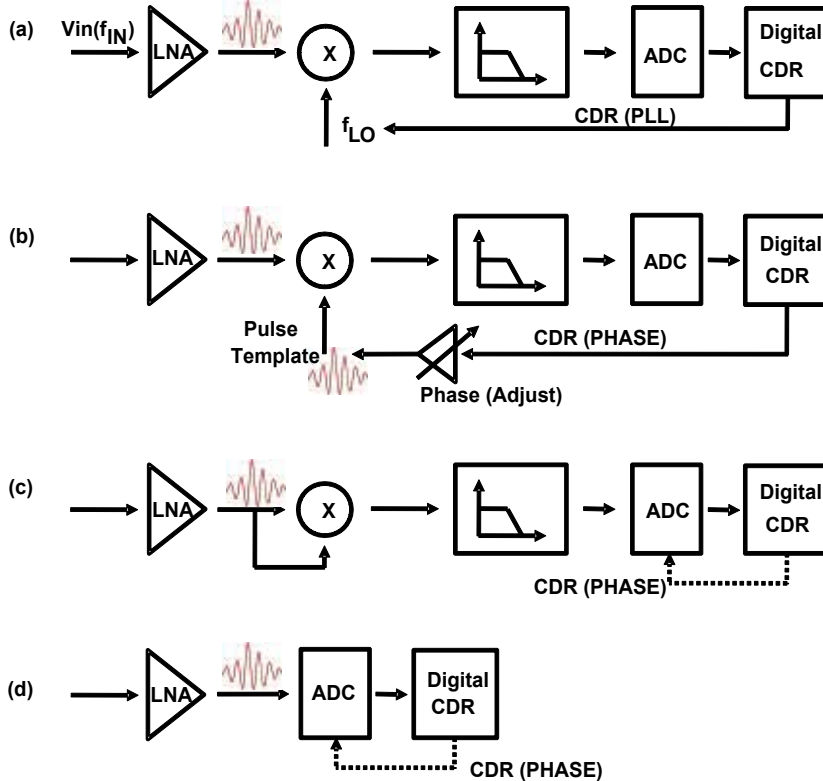 (a)
Vin(fIN)
LNA
X
fLO
ADC
Digital
CDR
CDR (PLL)
(b)
LNA
X
ADC
Digital
CDR
Pulse
Template
CDR (PHASE)
Phase (Adjust)
(c)
LNA
X
ADC
Digital
CDR
CDR (PHASE)
(d)
LNA
ADC
Digital
CDR
CDR (PHASE)